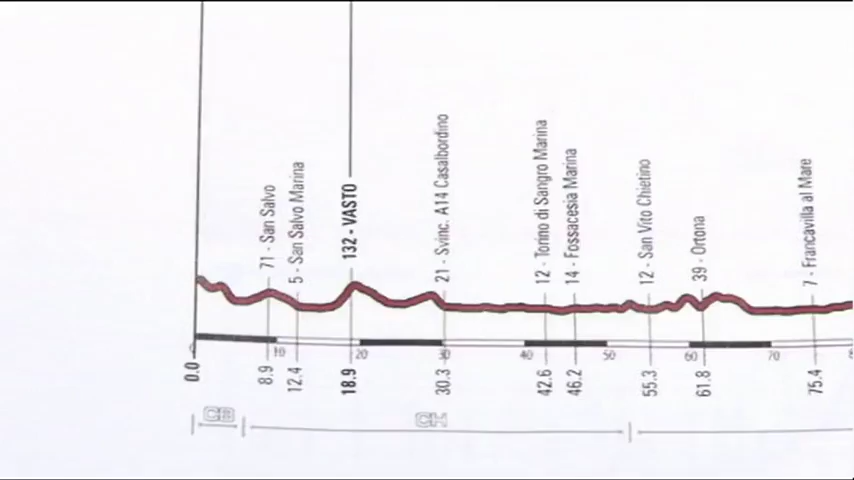 71 - San Salvo
5 - San Salvo Marina
132 - VASTO
21 - Svinc. A14 Casalbordino
12 - Torino di Sangro Marina
14 - Fossacesia Marina
12 - San Vito Chietino
39 - Ortona
7 - Francavilla al Mare
0 10 20 30 40 50 60 70 8
0.0
8.9
12.4
18.9
30.3
42.6
46.2
55.3
61.8
75.4
CB
CH